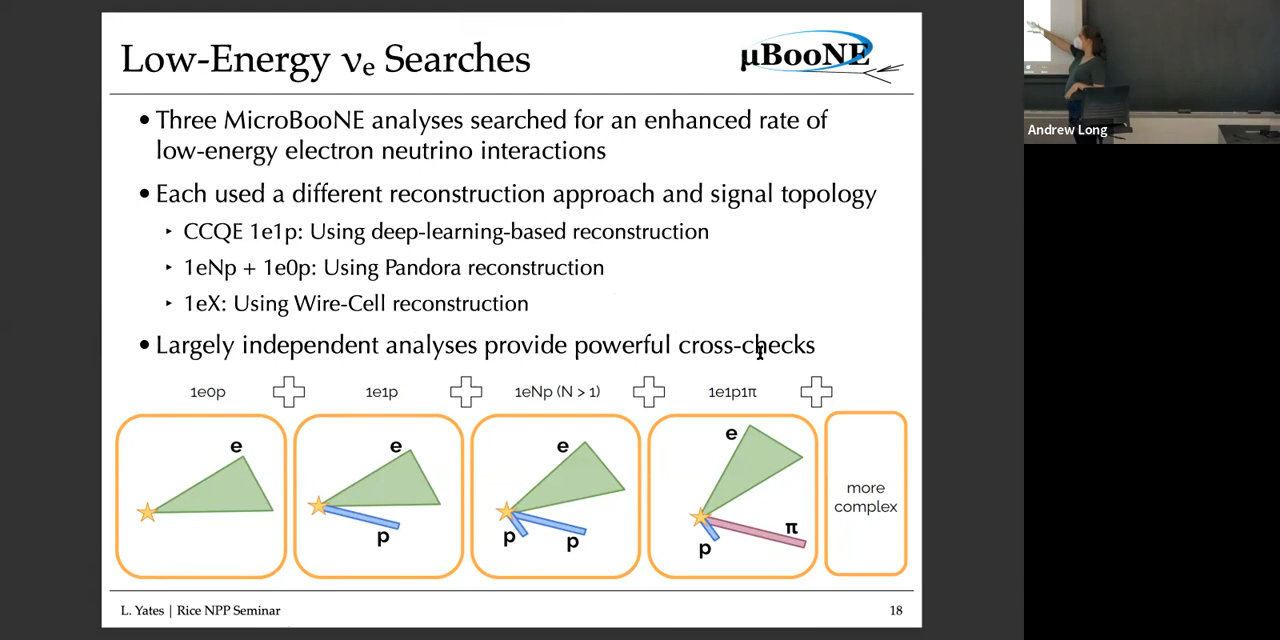 Low-Energy νe Searches
μBooNE
• Three MicroBooNE analyses searched for an enhanced rate of
low-energy electron neutrino interactions
• Each used a different reconstruction approach and signal topology
‣ CCQE 1e1p: Using deep-learning-based reconstruction
‣ 1eNp + 1e0p: Using Pandora reconstruction
‣ 1eX: Using Wire-Cell reconstruction
• Largely independent analyses provide powerful cross-checks
1e0p
1e1p
1eNp (N > 1)
1e1p1π
e
e
p
e
p
p
e
π
p
more
complex
L. Yates | Rice NPP Seminar
18
Andrew Long